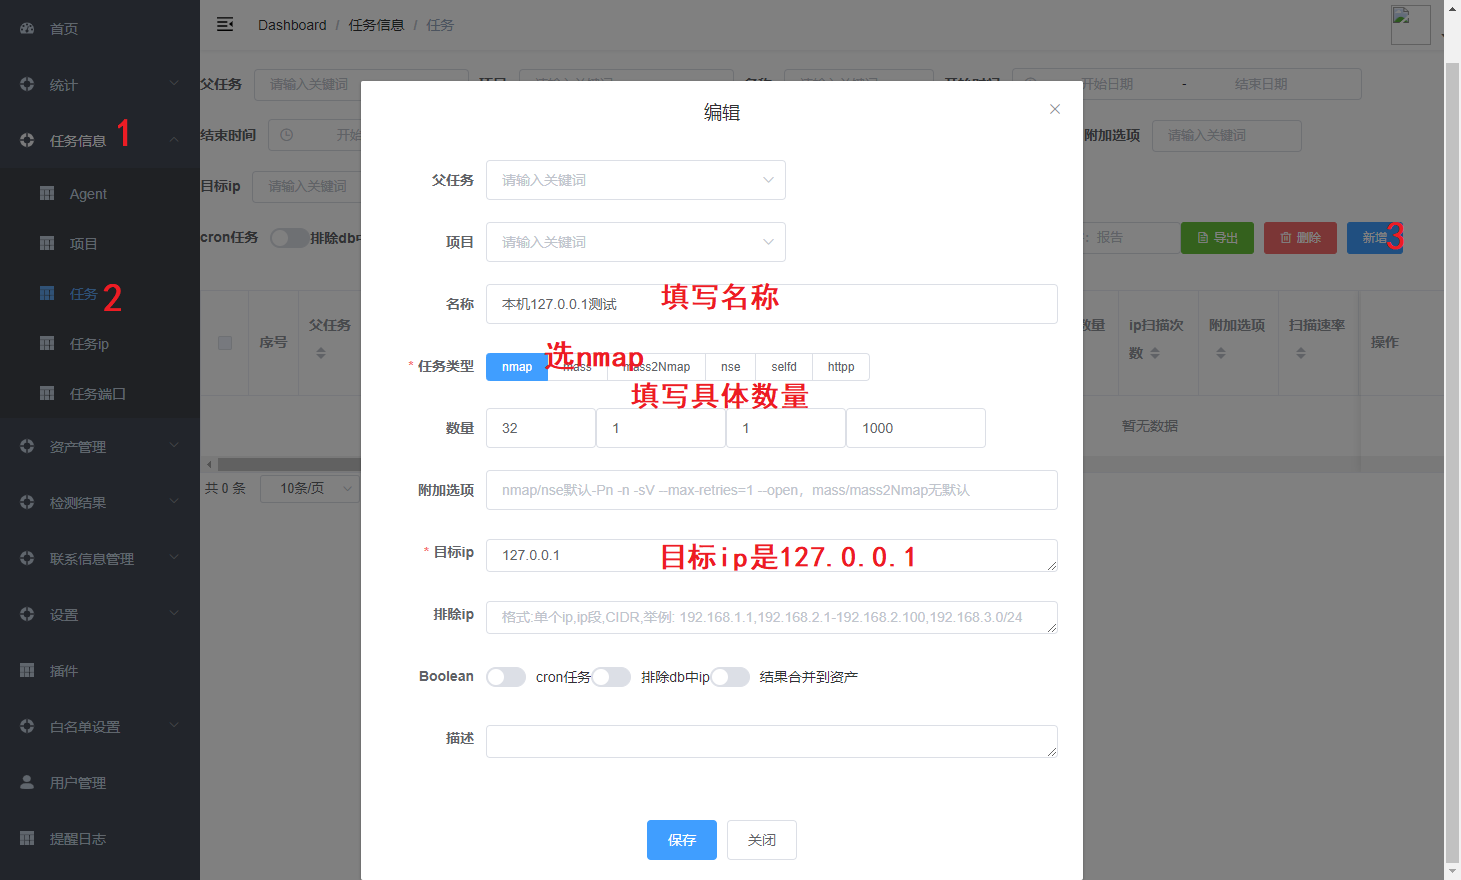 首页
Dashboard / 任务信息 / 任务
统计
父任务 请输入关键词
开始日期 - 结束日期
任务信息 1
结束时间
附加选项 请输入关键词
Agent
目标ip 请输入关键词
项目
cron任务 排除db中
: 报告 导出 删除 新增 3
任务 2
任务ip
序号 父任务
数量 ip扫描次数 附加选项 扫描速率 操作
任务端口
暂无数据
资产管理
共 0 条 10条/页
检测结果
联系信息管理
设置
插件
白名单设置
用户管理
提醒日志
编辑
父任务 请输入关键词
项目 请输入关键词
名称 本机127.0.0.1测试 填写名称
* 任务类型 nmap mass mass2Nmap nse selfd httpp
选nmap
填写具体数量
数量 32 1 1 1000
附加选项 nmap/nse默认-Pn -n -sV --max-retries=1 --open，mass/mass2Nmap无默认
* 目标ip 127.0.0.1 目标ip是127.0.0.1
排除ip 格式:单个ip,ip段,CIDR,举例: 192.168.1.1,192.168.2.1-192.168.2.100,192.168.3.0/24
Boolean cron任务 排除db中ip 结果合并到资产
描述
保存 关闭